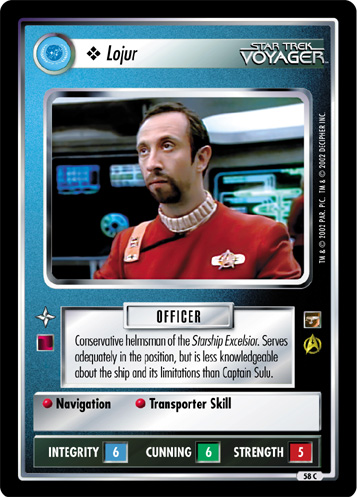 Lojur
STAR TREK
VOYAGER™
™ & © 2002 PAR. PIC. TM & © 2002 DECIPHER INC.
OFFICER
Conservative helmsman of the Starship Excelsior. Serves
adequately in the position, but is less knowledgeable
about the ship and its limitations than Captain Sulu.
Navigation
Transporter Skill
INTEGRITY 6 CUNNING 6 STRENGTH 5
58 C